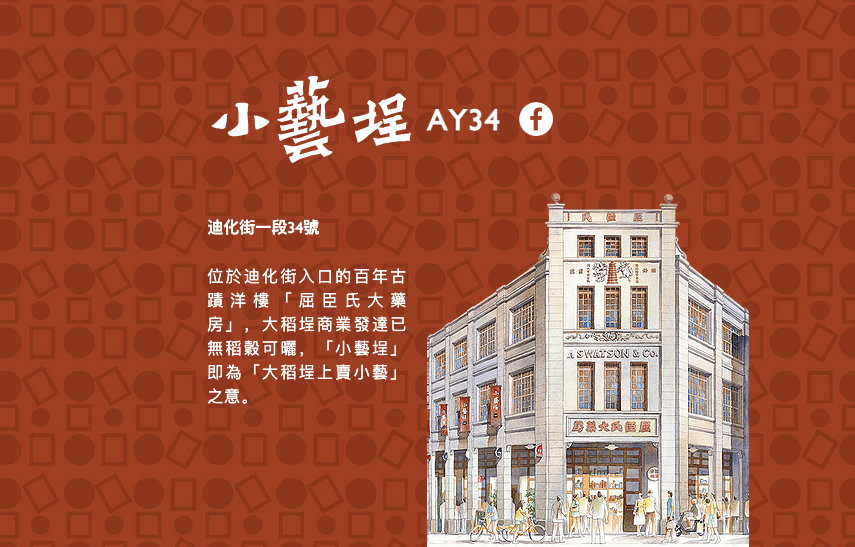 小藝埕 AY34 f
迪化街一段34號
位於迪化街入口的百年古
蹟洋樓「屈臣氏大藥
房」，大稻埕商業發達已
無稻穀可曬，「小藝埕」
即為「大稻埕上賣小藝」
之意。
氏臣屈
A.S.WATSON & CO.
房藥大氏臣屈
小藝埕